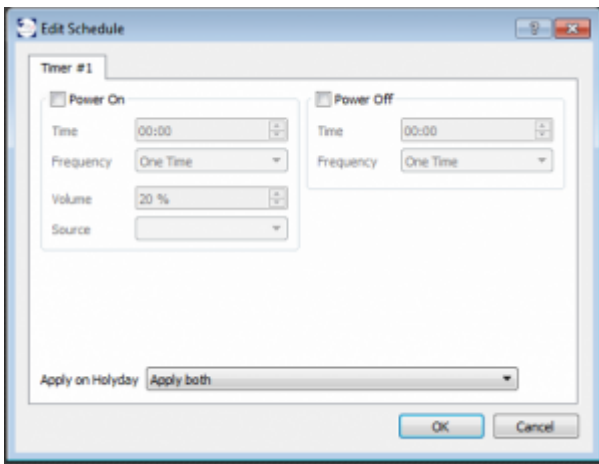 Edit Schedule
Timer #1
Power On
Time 00:00
Frequency One Time
Volume 20 %
Source
Power Off
Time 00:00
Frequency One Time
Apply on Holyday Apply both
OK Cancel